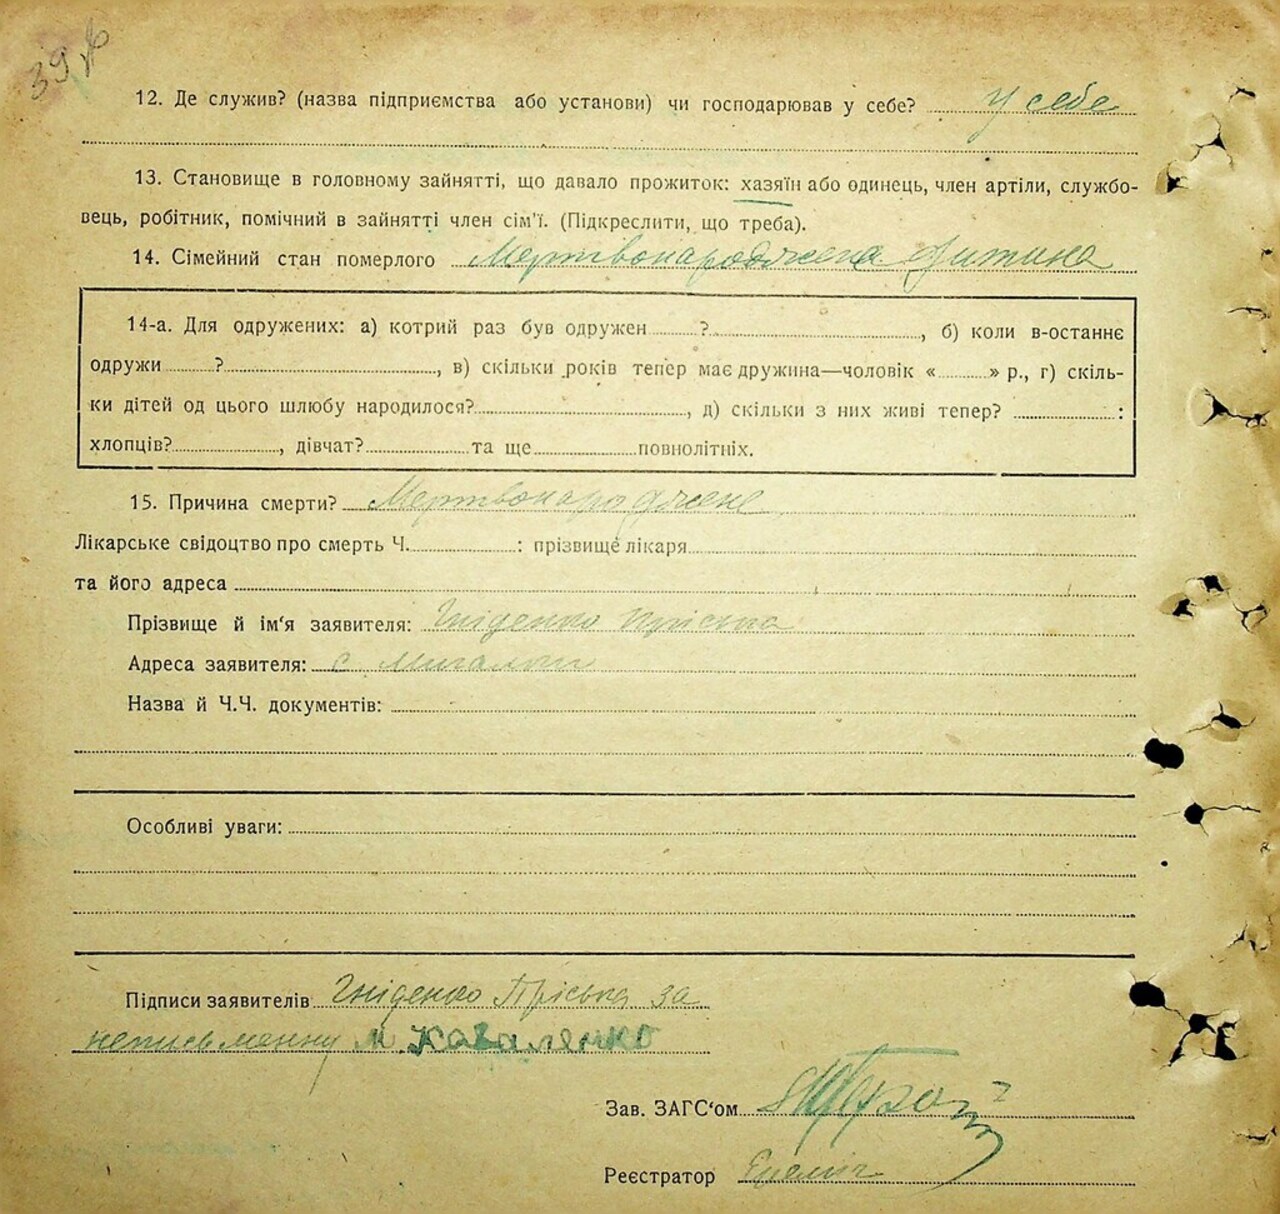 39
12. Де служив? (назва підприємства або установи) чи господарював у себе? У себе
13. Становище в головному зайнятті, що давало прожиток: хазяїн або одинець, член артіли, службо-
вець, робітник, помічний в зайнятті член сім'ї. (Підкреслити, що треба).
14. Сімейний стан померлого Мертвонароджена дитина
14-а. Для одружених: а) котрий раз був одружен ? , б) коли в-останнє
одружи ? , в) скільки років тепер має дружина—чоловік « » р., г) скіль-
ки дітей од цього шлюбу народилося? , д) скільки з них живі тепер? :
хлопців? , дівчат? та ще повнолітніх.
15. Причина смерти? Мертвонароджене
Лікарське свідоцтво про смерть Ч. : прізвище лікаря
та його адреса
Прізвище й ім'я заявителя: Гніденко Пріська
Адреса заявителя: с
Назва й Ч.Ч. документів:
Особливі уваги:
Підписи заявителів Гніденко Пріська за
неписьменну М Коваленко
Зав. ЗАГС'ом
Реєстратор